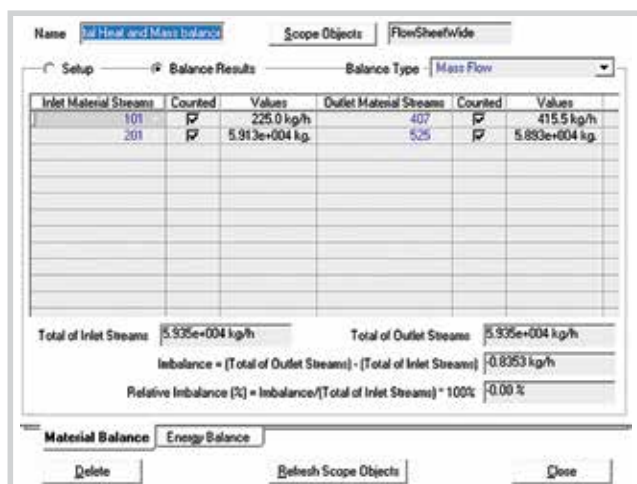 Name tal Heat and Mass balance Scope Objects FlowSheetWide
Setup Balance Results Balance Type Mass Flow
Inlet Material Streams Counted Values Outlet Material Streams Counted Values
101 225.0 kg/h 407 415.5 kg/h
201 5.913e+004 kg. 525 5.893e+004 kg.
Total of Inlet Streams 5.935e+004 kg/h Total of Outlet Streams 5.935e+004 kg/h
Imbalance = (Total of Outlet Streams) - (Total of Inlet Streams) -0.8353 kg/h
Relative Imbalance (%) = Imbalance/(Total of Inlet Streams) * 100% -0.00 %
Material Balance Energy Balance
Delete Refresh Scope Objects Close